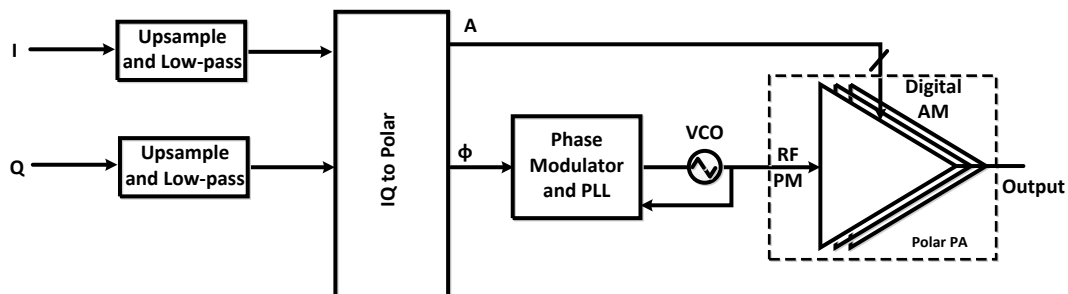 I
Upsample
and Low-pass
Q
Upsample
and Low-pass
IQ to Polar
A
ϕ
Phase
Modulator
and PLL
VCO
RF
PM
Digital
AM
Polar PA
Output